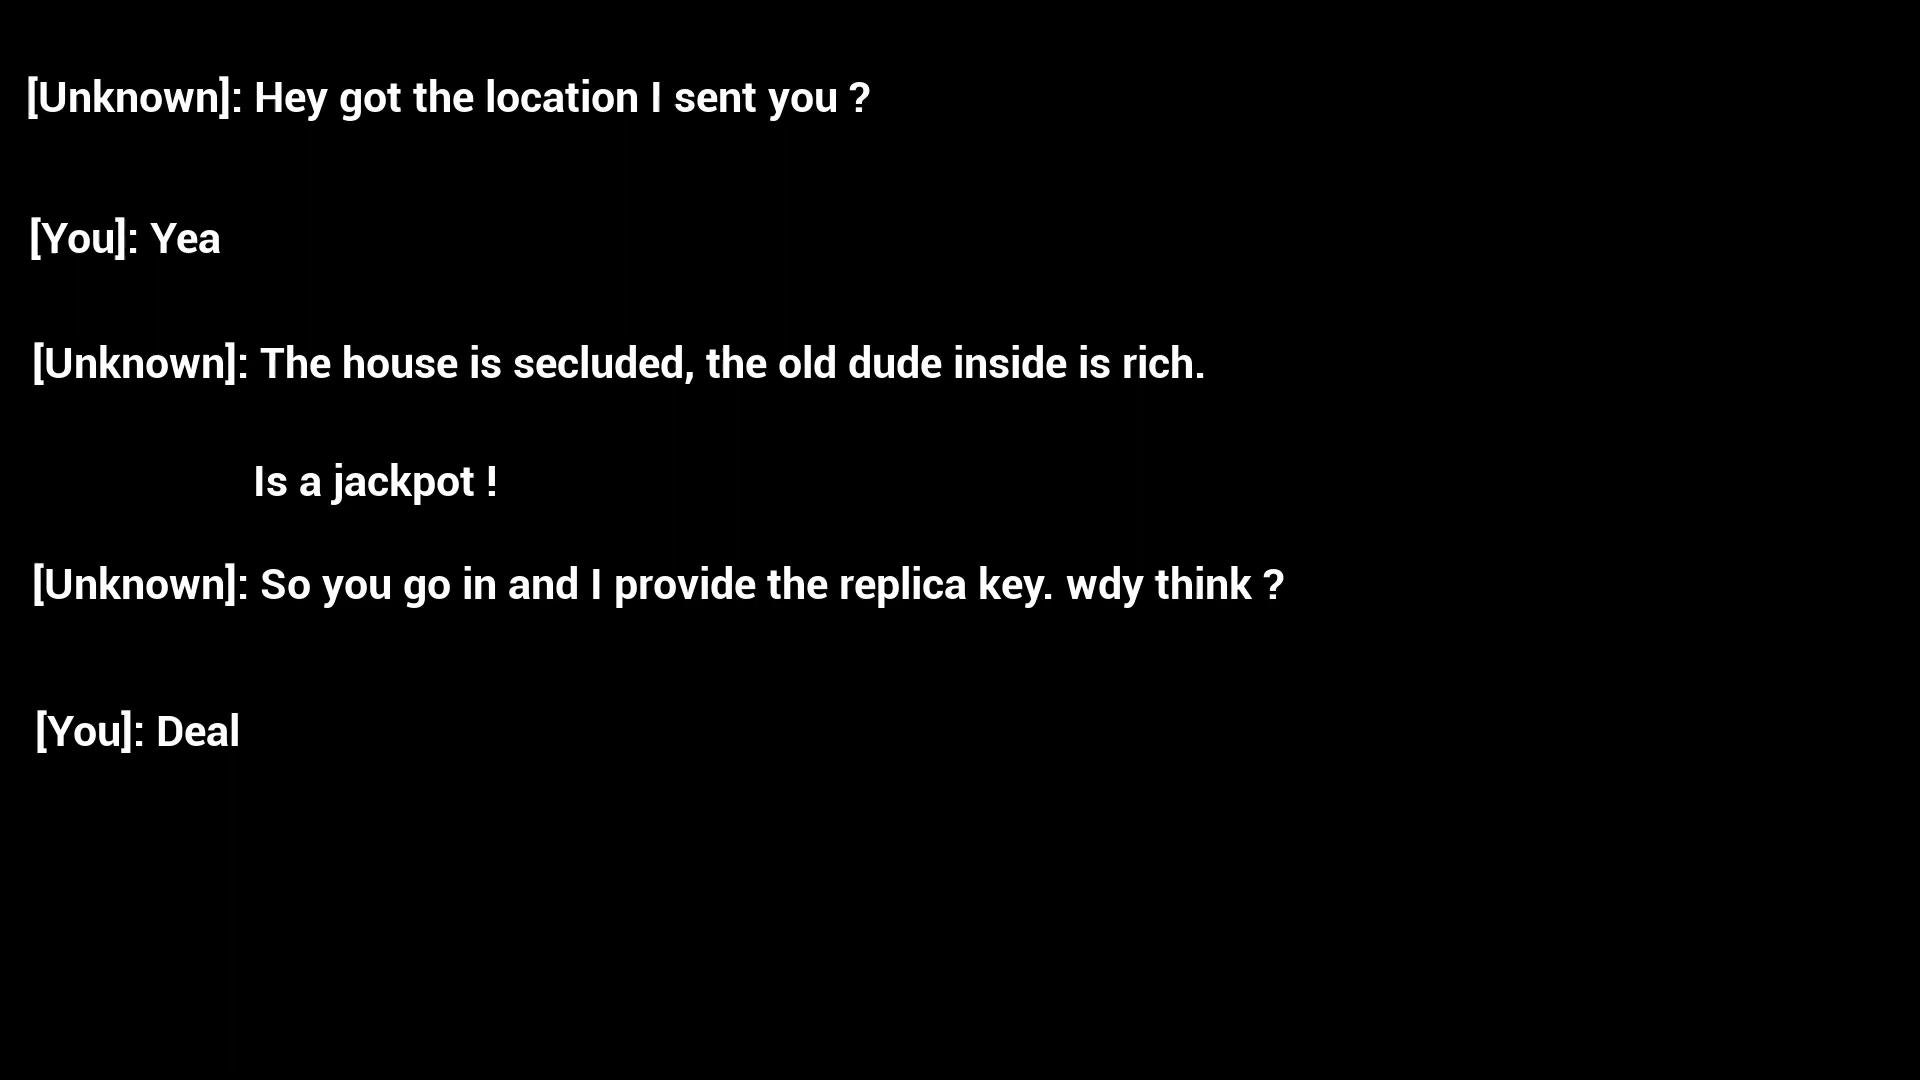 [Unknown]: Hey got the location I sent you ?
[You]: Yea
[Unknown]: The house is secluded, the old dude inside is rich.
Is a jackpot !
[Unknown]: So you go in and I provide the replica key. wdy think ?
[You]: Deal